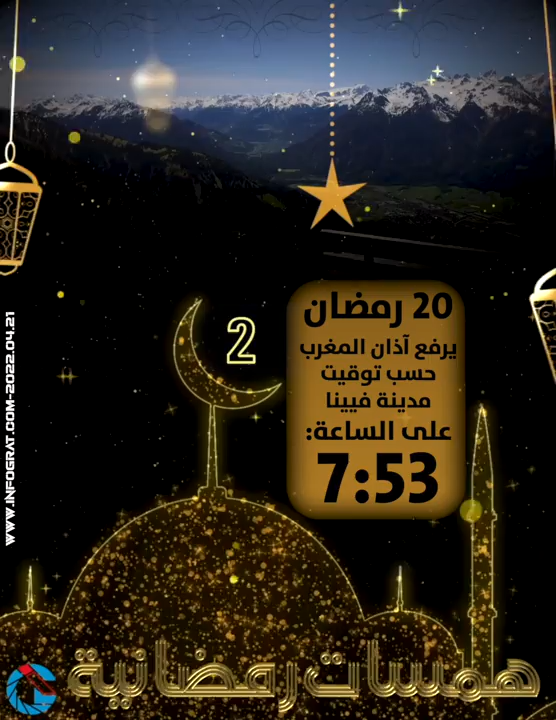 2
20 رمضان
يرفع آذان المغرب
حسب توقيت
مدينة فيينا
على الساعة:
7:53
WWW.INFOGRAT.COM-2022.04.21
همسات رمضانية